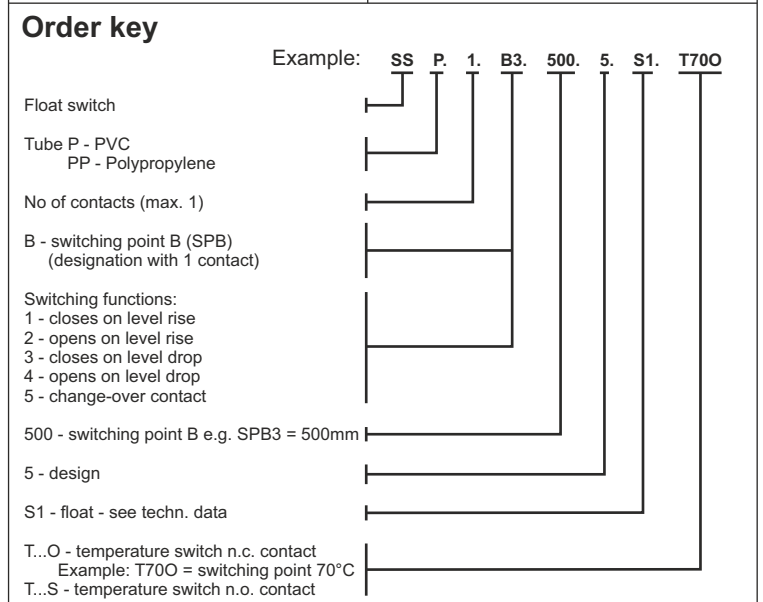 Order key
Example: SS P. 1. B3. 500. 5. S1. T70O
Float switch
Tube P - PVC
PP - Polypropylene
No of contacts (max. 1)
B - switching point B (SPB)
(designation with 1 contact)
Switching functions:
1 - closes on level rise
2 - opens on level rise
3 - closes on level drop
4 - opens on level drop
5 - change-over contact
500 - switching point B e.g. SPB3 = 500mm
5 - design
S1 - float - see techn. data
T...O - temperature switch n.c. contact
Example: T70O = switching point 70°C
T...S - temperature switch n.o. contact